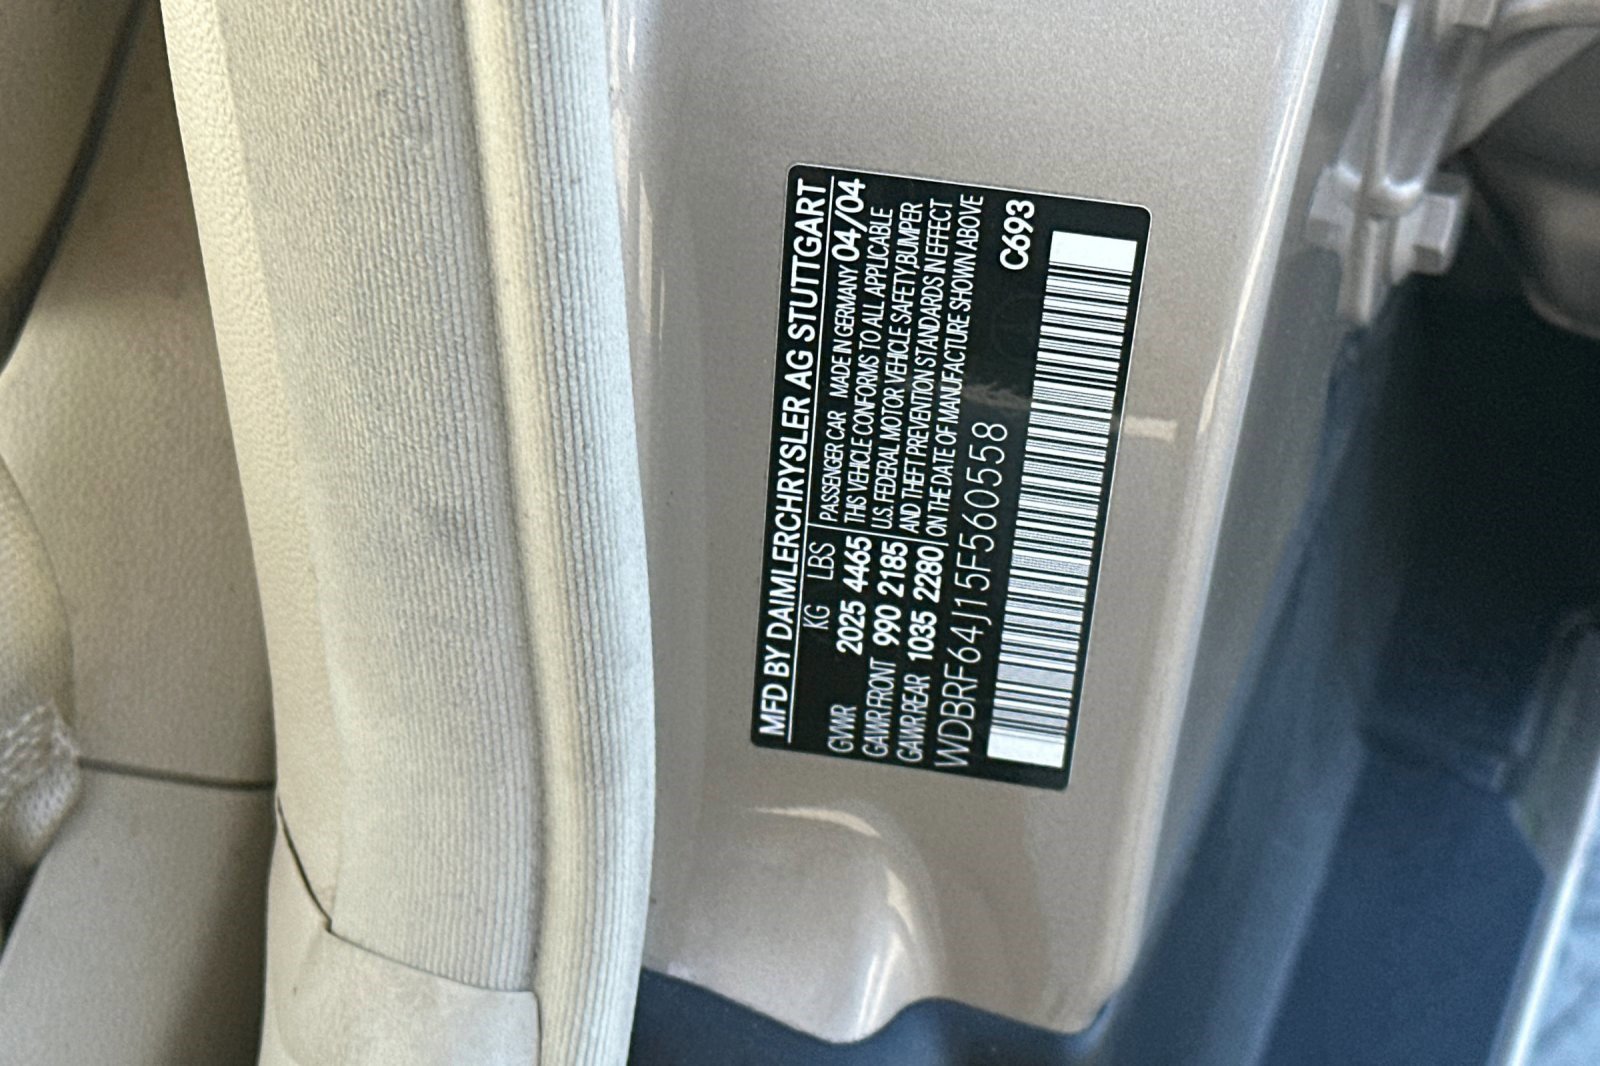 MFD BY DAIMLERCHRYSLER AG STUTTGART
KG LBS PASSENGER CAR MADE IN GERMANY 04/04
GVWR 2025 4465 THIS VEHICLE CONFORMS TO ALL APPLICABLE
GAWR FRONT 990 2185 U.S. FEDERAL MOTOR VEHICLE SAFETY,BUMPER
GAWR REAR 1035 2280 AND THEFT PREVENTION STANDARDS IN EFFECT
ON THE DATE OF MANUFACTURE SHOWN ABOVE
WDBRF64J15F560558 C693